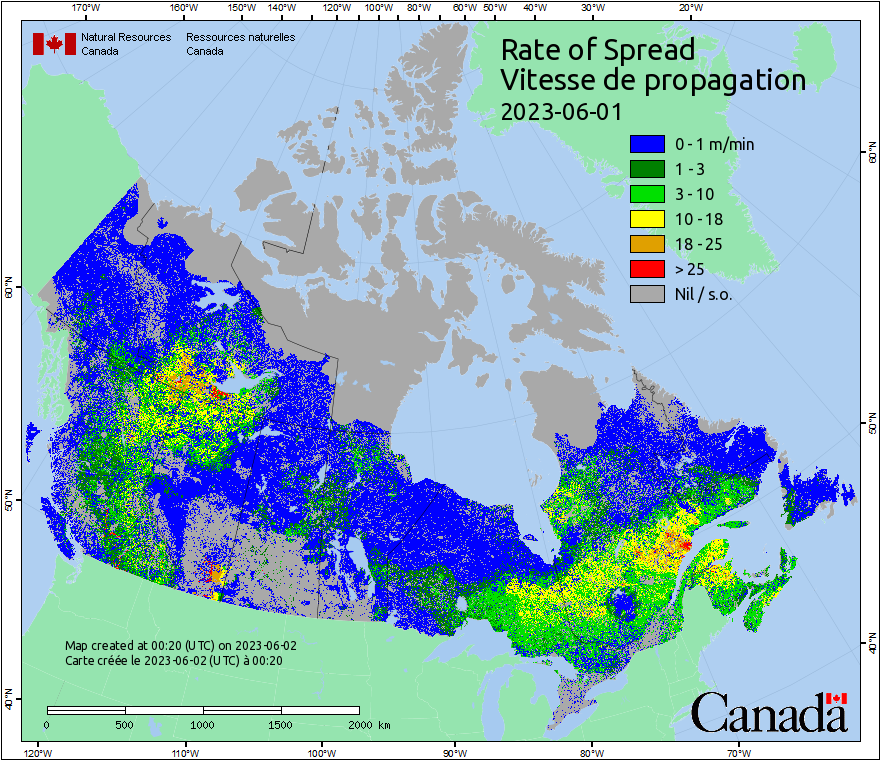 170°W 160°W 150°W 140°W 130°W 120°W 110°W 100°W 90°W 80°W 70°W 60°W 50°W 40°W 30°W 20°W
Natural Resources Ressources naturelles
Canada Canada
Rate of Spread
Vitesse de propagation
2023-06-01
0 - 1 m/min
1 - 3
3 - 10
10 - 18
18 - 25
> 25
Nil / s.o.
60°N
60°N
50°N
50°N
40°N
40°N
Map created at 00:20 (UTC) on 2023-06-02
Carte créée le 2023-06-02 (UTC) à 00:20
0 500 1000 1500 2000 km
Canada
120°W 110°W 100°W 90°W 80°W 70°W